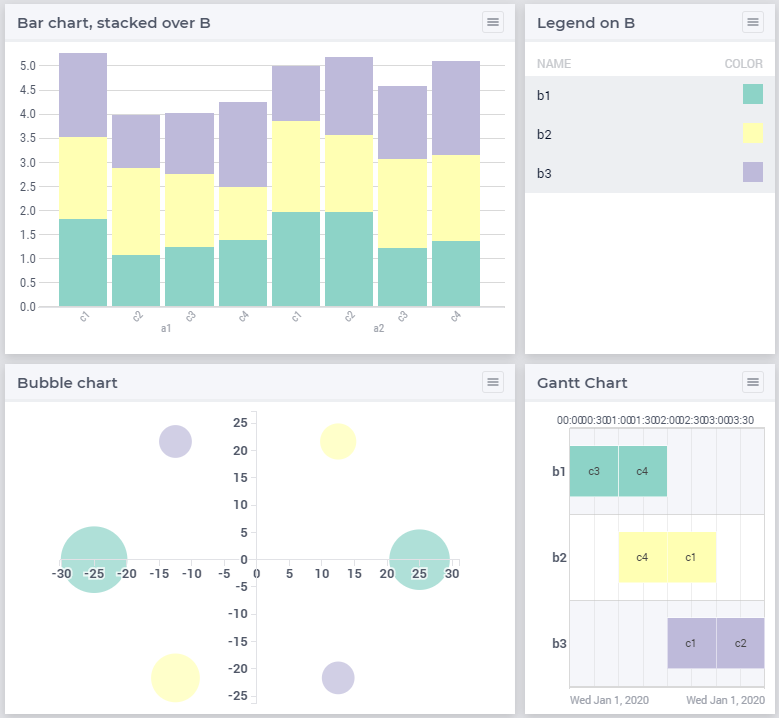 Bar chart, stacked over B
5.0
4.5
4.0
3.5
3.0
2.5
2.0
1.5
1.0
0.5
0.0
c1 c2 c3 c4 c1 c2 c3 c4
a1 a2
Legend on B
NAME COLOR
b1
b2
b3
Bubble chart
25
20
15
10
5
0
-30 -25 -20 -15 -10 -5 0 5 10 15 20 25 30
-5
-10
-15
-20
-25
Gantt Chart
00:00 00:30 01:00 01:30 02:00 02:30 03:00 03:30
b1 c3 c4
b2 c4 c1
b3 c1 c2
Wed Jan 1, 2020 Wed Jan 1, 2020